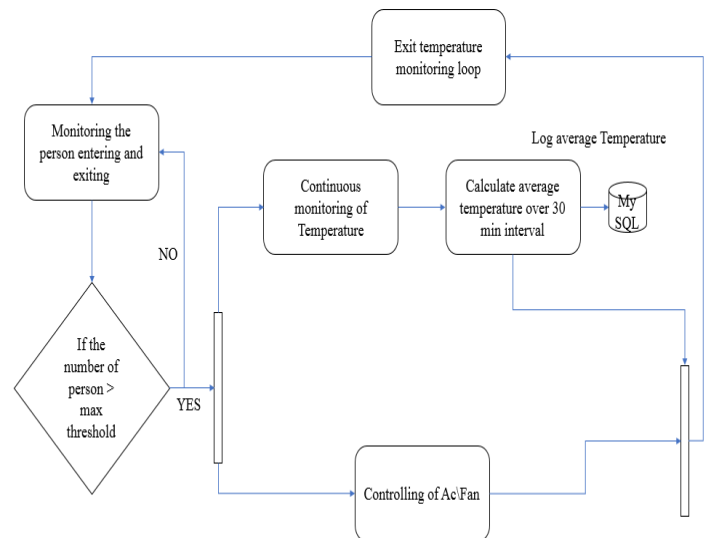 Exit temperature
monitoring loop
Monitoring the
person entering and
exiting
Log average Temperature
Continuous
monitoring of
Temperature
Calculate average
temperature over 30
min interval
My
SQL
NO
If the
number of
person >
max
threshold
YES
Controlling of Ac\Fan